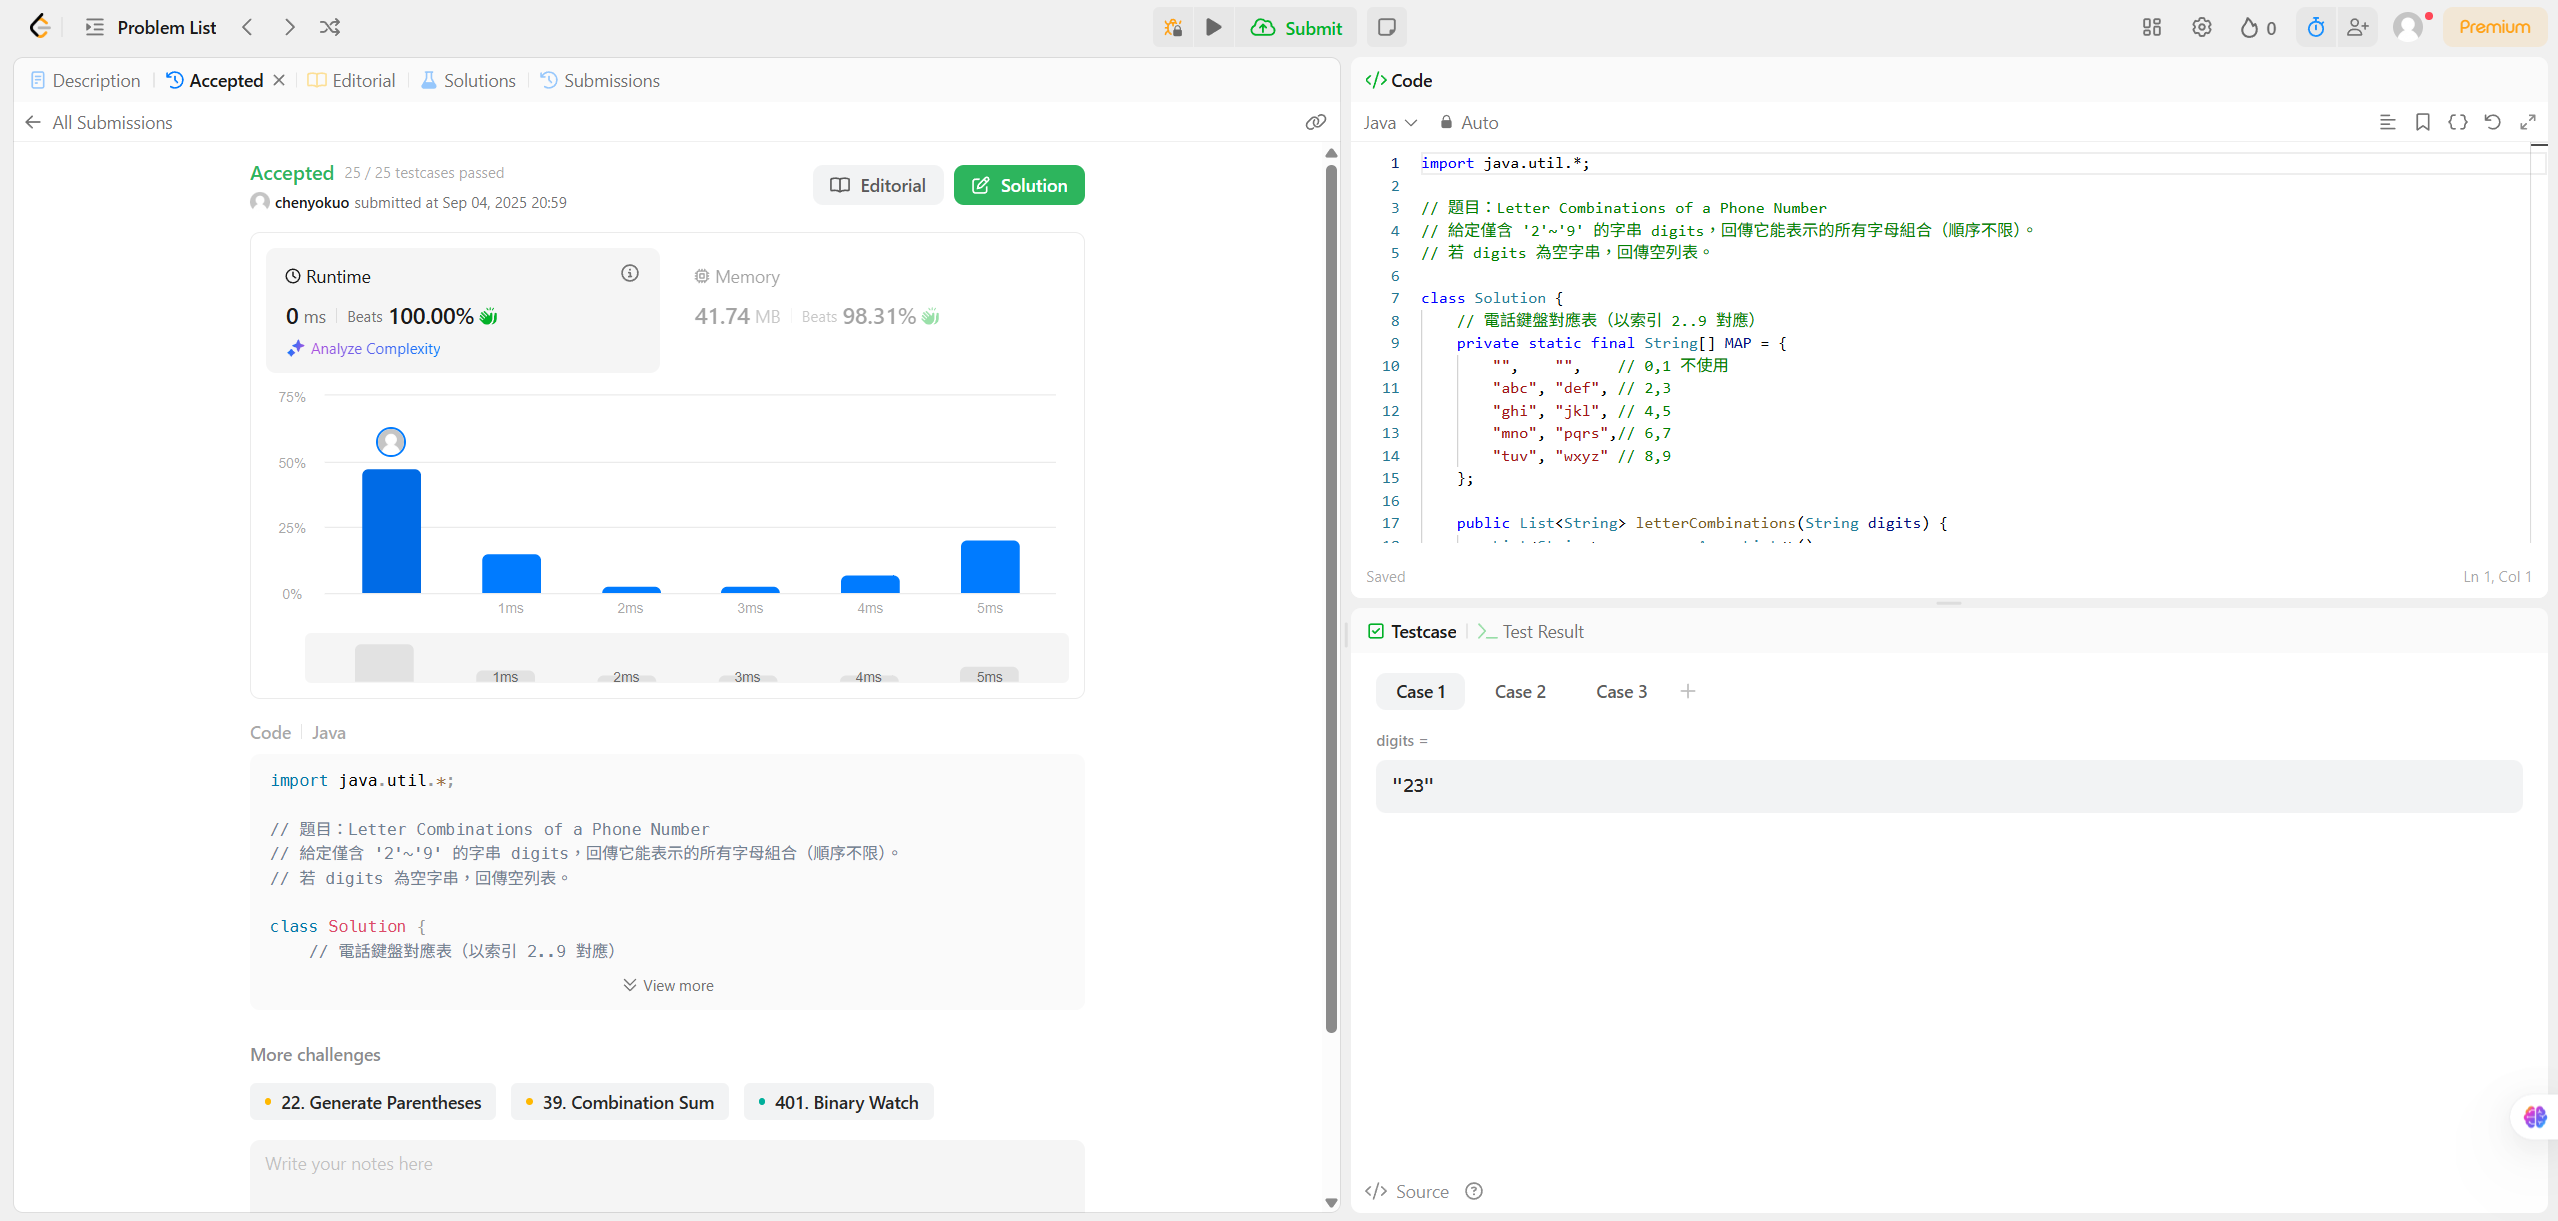 Problem List
Submit
0
Premium
Description
Accepted
Editorial
Solutions
Submissions
All Submissions
Accepted 25 / 25 testcases passed
chenyokuo submitted at Sep 04, 2025 20:59
Editorial
Solution
Runtime
0 ms Beats 100.00%
Analyze Complexity
Memory
41.74 MB Beats 98.31%
75%
50%
25%
0%
1ms 2ms 3ms 4ms 5ms
1ms 2ms 3ms 4ms 5ms
Code Java
import java.util.*;
// 題目：Letter Combinations of a Phone Number
// 給定僅含 '2'~'9' 的字串 digits，回傳它能表示的所有字母組合（順序不限）。
// 若 digits 為空字串，回傳空列表。
class Solution {
// 電話鍵盤對應表（以索引 2..9 對應）
View more
More challenges
22. Generate Parentheses
39. Combination Sum
401. Binary Watch
Write your notes here
Code
Java
Auto
1 import java.util.*;
2
3 // 題目：Letter Combinations of a Phone Number
4 // 給定僅含 '2'~'9' 的字串 digits，回傳它能表示的所有字母組合（順序不限）。
5 // 若 digits 為空字串，回傳空列表。
6
7 class Solution {
8 // 電話鍵盤對應表（以索引 2..9 對應）
9 private static final String[] MAP = {
10 "", "", // 0,1 不使用
11 "abc", "def", // 2,3
12 "ghi", "jkl", // 4,5
13 "mno", "pqrs",// 6,7
14 "tuv", "wxyz" // 8,9
15 };
16
17 public List<String> letterCombinations(String digits) {
Saved
Ln 1, Col 1
Testcase
Test Result
Case 1
Case 2
Case 3
digits =
"23"
Source